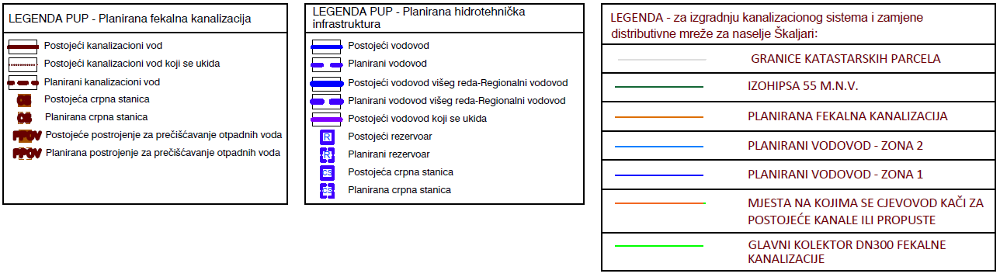 LEGENDA PUP - Planirana fekalna kanalizacija
Postojeći kanalizacioni vod
Postojeći kanalizacioni vod koji se ukida
Planirani kanalizacioni vod
CS Postojeća crpna stanica
CS Planirana crpna stanica
PPOV Postojeće postrojenje za prečišćavanje otpadnih voda
PPOV Planirana postrojenje za prečišćavanje otpadnih voda
LEGENDA PUP - Planirana hidrotehnička
infrastruktura
Postojeći vodovod
Planirani vodovod
Postojeći vodovod višeg reda-Regionalni vodovod
Planirani vodovod višeg reda-Regionalni vodovod
Postojeći vodovod koji se ukida
R Postojeći rezervoar
R Planirani rezervoar
CS Postojeća crpna stanica
CS Planirana crpna stanica
LEGENDA - za izgradnju kanalizacionog sistema i zamjene
distributivne mreže za naselje Škaljari:
GRANICE KATASTARSKIH PARCELA
IZOHIPSA 55 M.N.V.
PLANIRANA FEKALNA KANALIZACIJA
PLANIRANI VODOVOD - ZONA 2
PLANIRANI VODOVOD - ZONA 1
MJESTA NA KOJIMA SE CJEVOVOD KAČI ZA
POSTOJEĆE KANALE ILI PROPUSTE
GLAVNI KOLEKTOR DN300 FEKALNE
KANALIZACIJE